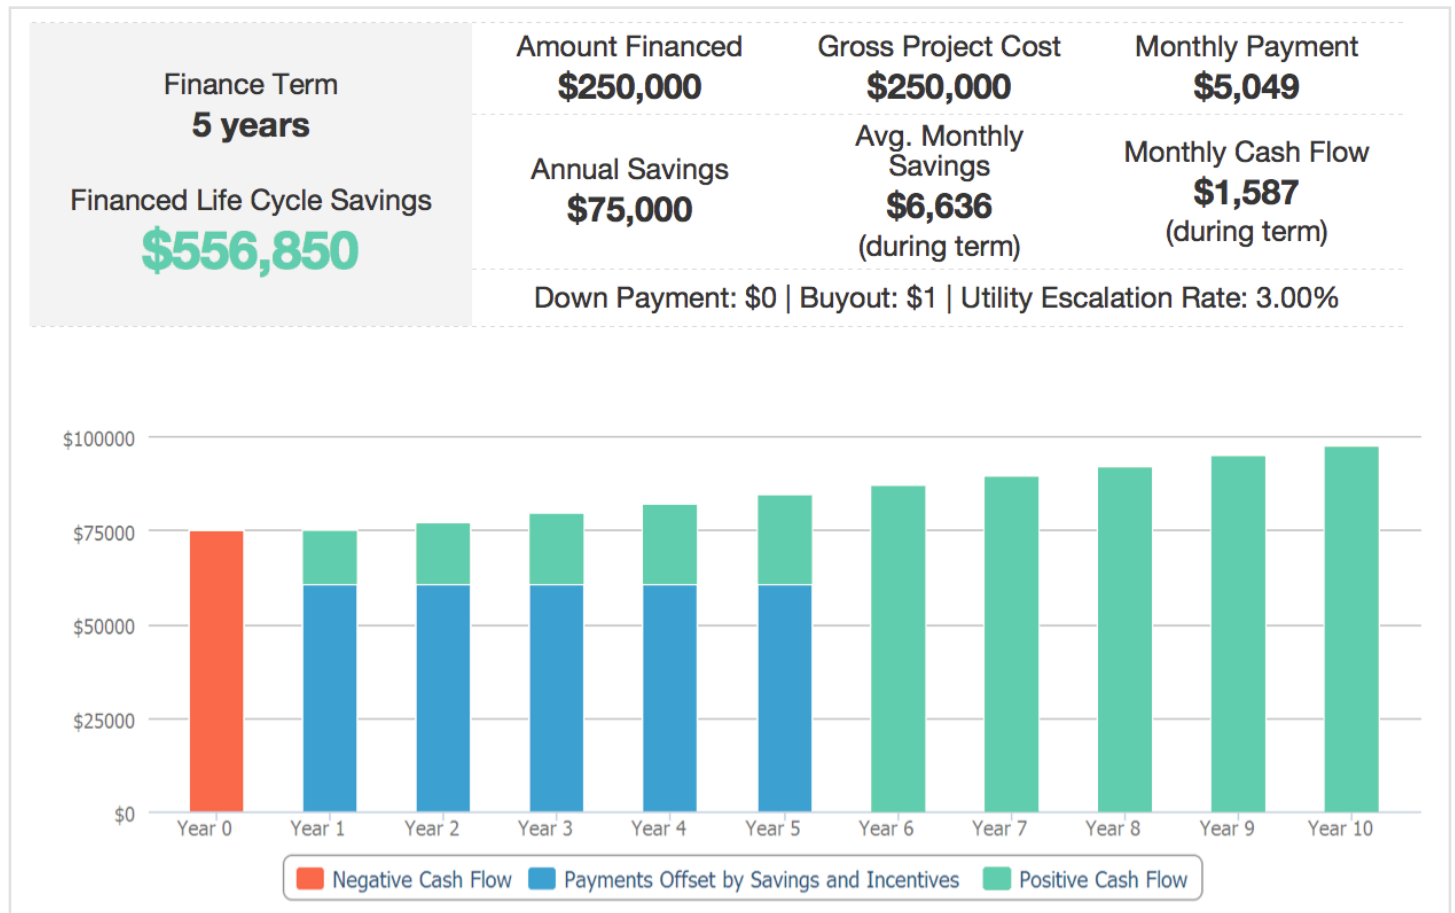 Finance Term
5 years
Financed Life Cycle Savings
$556,850
Amount Financed
$250,000
Gross Project Cost
$250,000
Monthly Payment
$5,049
Annual Savings
$75,000
Avg. Monthly
Savings
$6,636
(during term)
Monthly Cash Flow
$1,587
(during term)
Down Payment: $0 | Buyout: $1 | Utility Escalation Rate: 3.00%
$100000
$75000
$50000
$25000
$0
Year 0 Year 1 Year 2 Year 3 Year 4 Year 5 Year 6 Year 7 Year 8 Year 9 Year 10
Negative Cash Flow Payments Offset by Savings and Incentives Positive Cash Flow